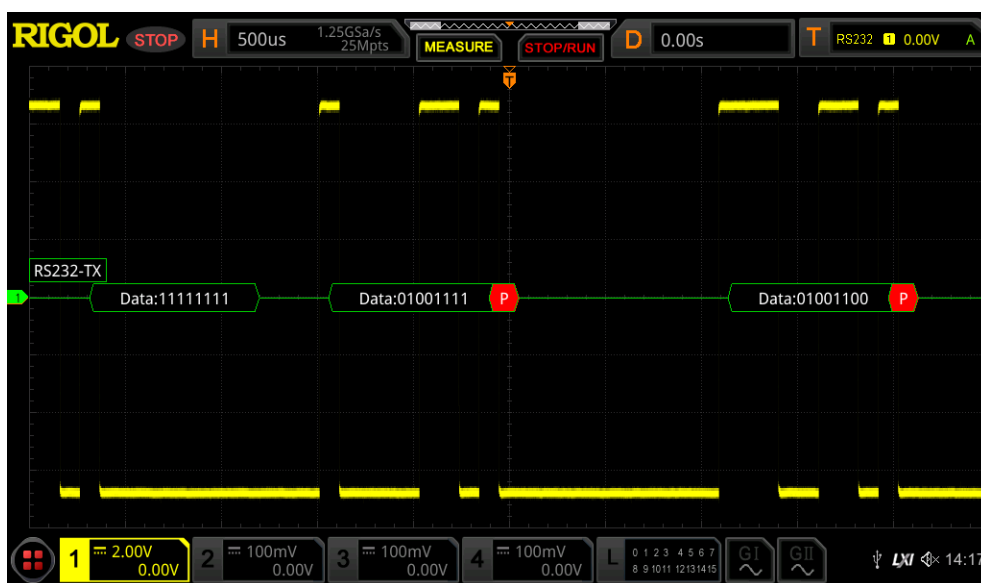 RIGOL STOP H 500us 1.25GSa/s 25Mpts MEASURE STOP/RUN D 0.00s T RS232 1 0.00V A
T
RS232-TX
1 Data:11111111 Data:01001111 P Data:01001100 P
1 2.00V 0.00V 2 100mV 0.00V 3 100mV 0.00V 4 100mV 0.00V L 0 1 2 3 4 5 6 7 GI GII LXI 14:17
8 9 10 11 12 13 14 15